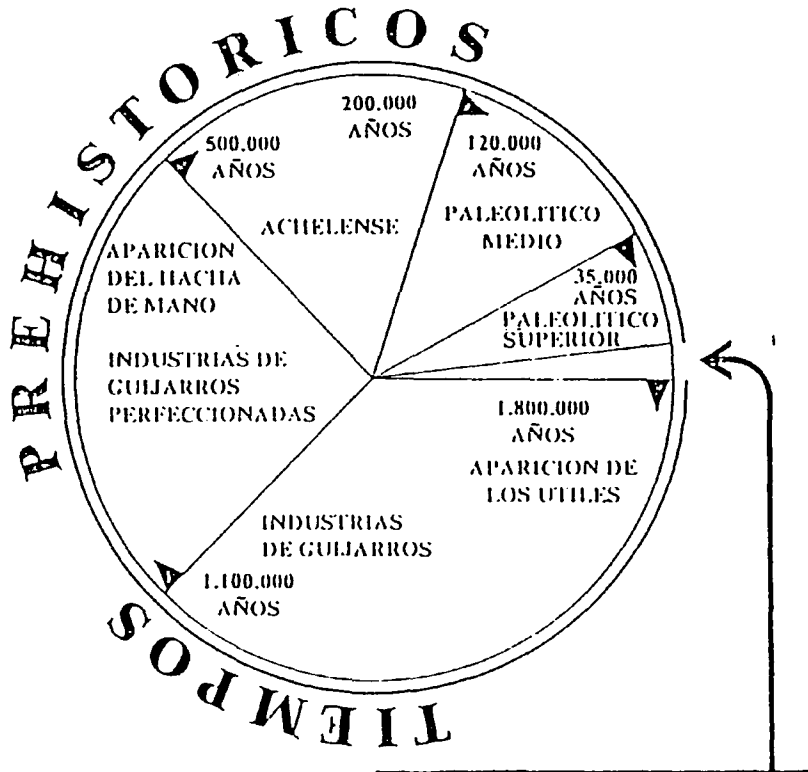 TIEMPOS PREHISTORICOS
200.000
AÑOS
500.000
AÑOS
120.000
AÑOS
ACHELENSE
PALEOLITICO
MEDIO
APARICION
DEL HACHA
DE MANO
35.000
AÑOS
PALEOLITICO
SUPERIOR
INDUSTRIAS DE
GUIJARROS
PERFECCIONADAS
1.800.000
AÑOS
APARICION DE
LOS UTILES
INDUSTRIAS
DE GUIJARROS
1.100.000
AÑOS